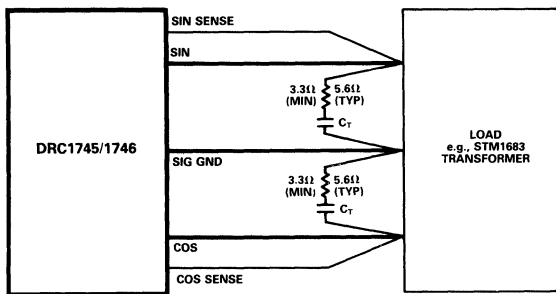 SIN SENSE
SIN
3.3Ω
(MIN)
5.6Ω
(TYP)
CT
DRC1745/1746
SIG GND
LOAD
e.g., STM1683
TRANSFORMER
3.3Ω
(MIN)
5.6Ω
(TYP)
CT
COS
COS SENSE